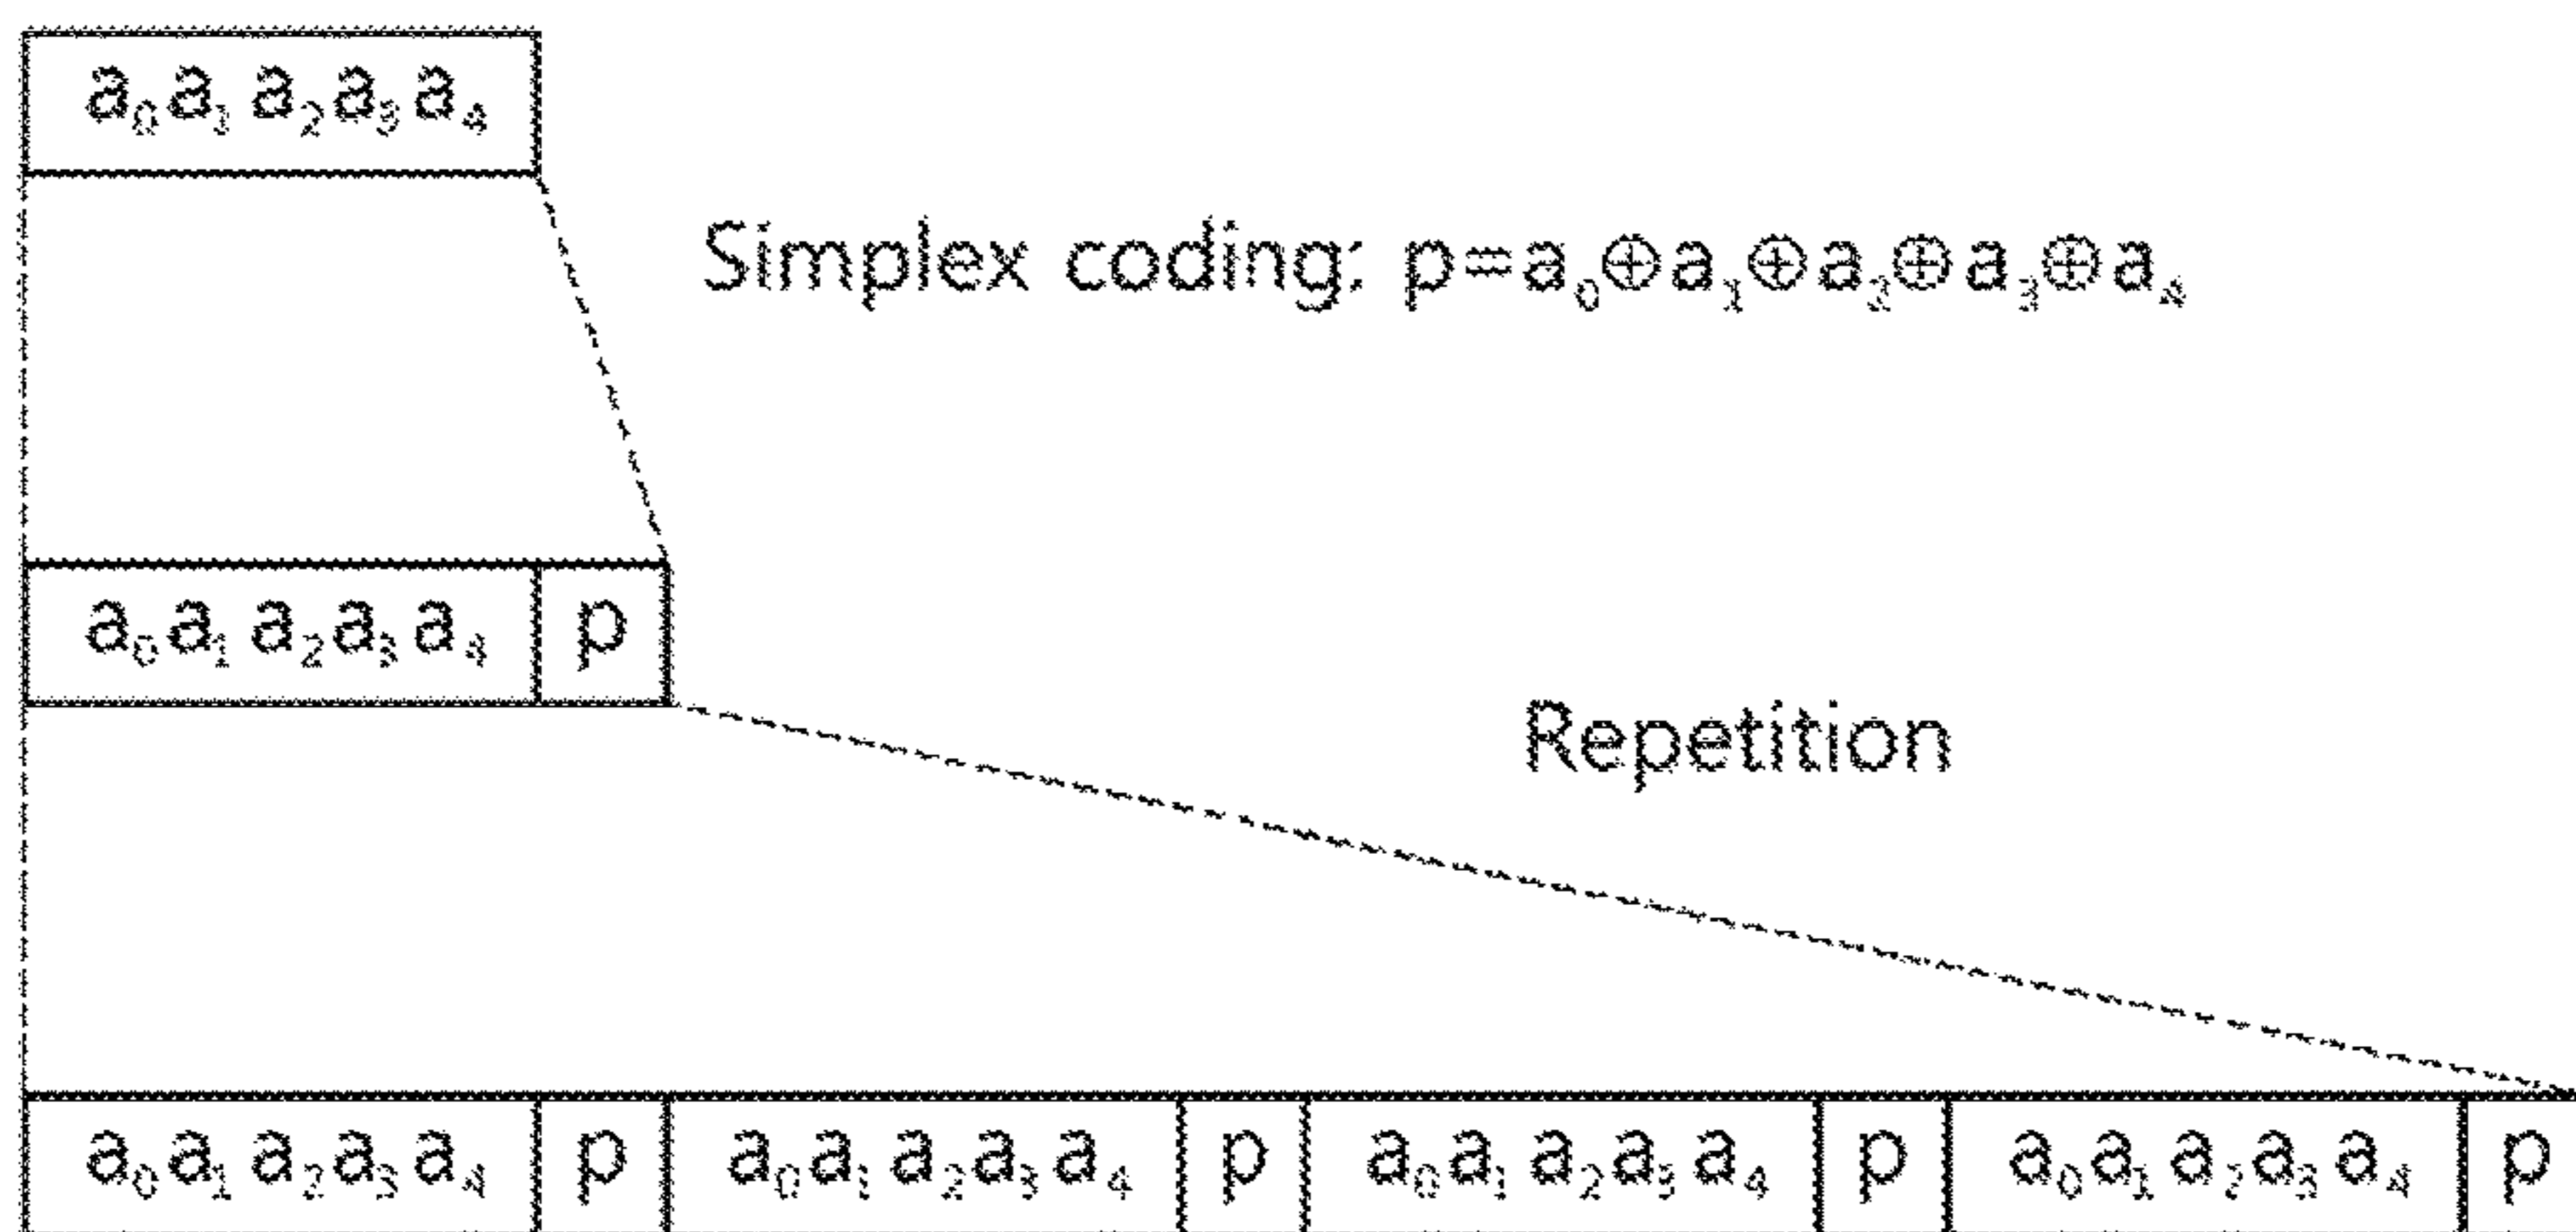 a₀a₁a₂a₃a₄
Simplex coding: p=a₀⊕a₁⊕a₂⊕a₃⊕a₄
a₀a₁a₂a₃a₄ p
Repetition
a₀a₁a₂a₃a₄ p a₀a₁a₂a₃a₄ p a₀a₁a₂a₃a₄ p a₀a₁a₂a₃a₄ p